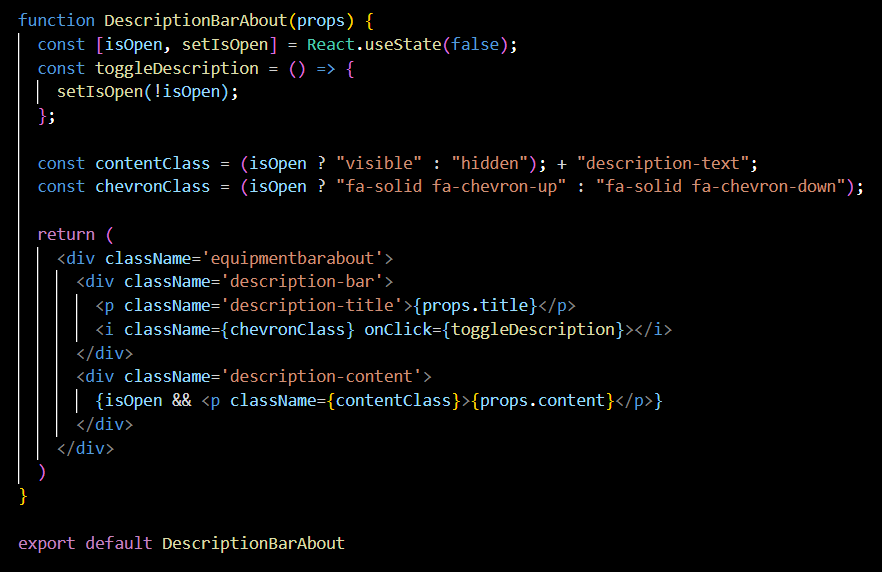 function DescriptionBarAbout(props) {
  const [isOpen, setIsOpen] = React.useState(false);
  const toggleDescription = () => {
    setIsOpen(!isOpen);
  };

  const contentClass = (isOpen ? "visible" : "hidden"); + "description-text";
  const chevronClass = (isOpen ? "fa-solid fa-chevron-up" : "fa-solid fa-chevron-down");

  return (
    <div className='equipmentbarabout'>
      <div className='description-bar'>
        <p className='description-title'>{props.title}</p>
        <i className={chevronClass} onClick={toggleDescription}></i>
      </div>
      <div className='description-content'>
        {isOpen && <p className={contentClass}>{props.content}</p>}
      </div>
    </div>
  )
}

export default DescriptionBarAbout